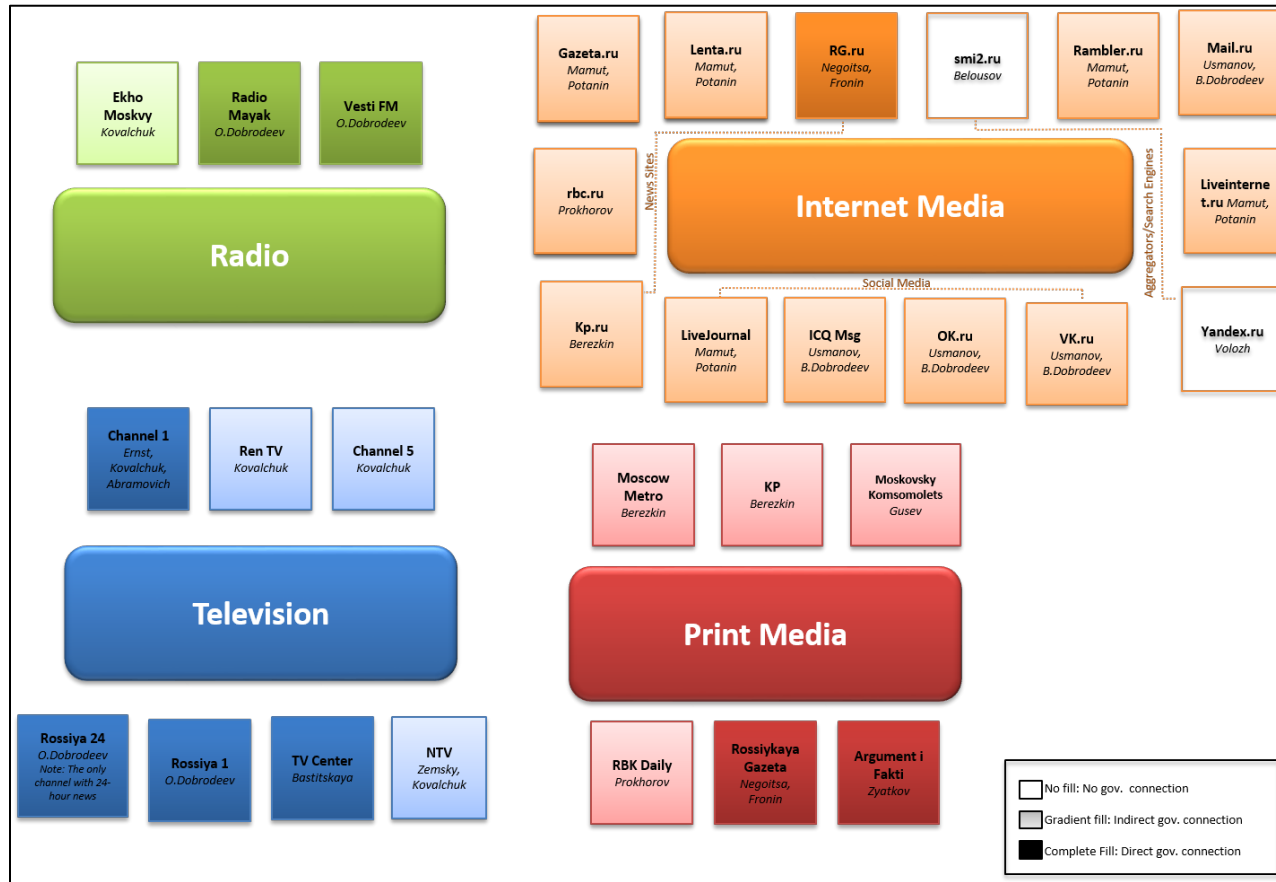 Ekho
Moskvy
Kovalchuk
Radio
Mayak
O.Dobrodeev
Vesti FM
O.Dobrodeev
Radio
Gazeta.ru
Mamut,
Potanin
Lenta.ru
Mamut,
Potanin
RG.ru
Negoitsa,
Fronin
smi2.ru
Belousov
Rambler.ru
Mamut,
Potanin
Mail.ru
Usmanov,
B.Dobrodeev
News Sites
rbc.ru
Prokhorov
Internet Media
Aggregators/Search Engines
Liveinterne
t.ru Mamut,
Potanin
Social Media
Kp.ru
Berezkin
LiveJournal
Mamut,
Potanin
ICQ Msg
Usmanov,
B.Dobrodeev
OK.ru
Usmanov,
B.Dobrodeev
VK.ru
Usmanov,
B.Dobrodeev
Yandex.ru
Volozh
Channel 1
Ernst,
Kovalchuk,
Abramovich
Ren TV
Kovalchuk
Channel 5
Kovalchuk
Television
Rossiya 24
O.Dobrodeev
Note: The only
channel with 24-
hour news
Rossiya 1
O.Dobrodeev
TV Center
Bastitskaya
NTV
Zemsky,
Kovalchuk
Moscow
Metro
Berezkin
KP
Berezkin
Moskovsky
Komsomolets
Gusev
Print Media
RBK Daily
Prokhorov
Rossiykaya
Gazeta
Negoitsa,
Fronin
Argument i
Fakti
Zyatkov
No fill: No gov. connection
Gradient fill: Indirect gov. connection
Complete Fill: Direct gov. connection